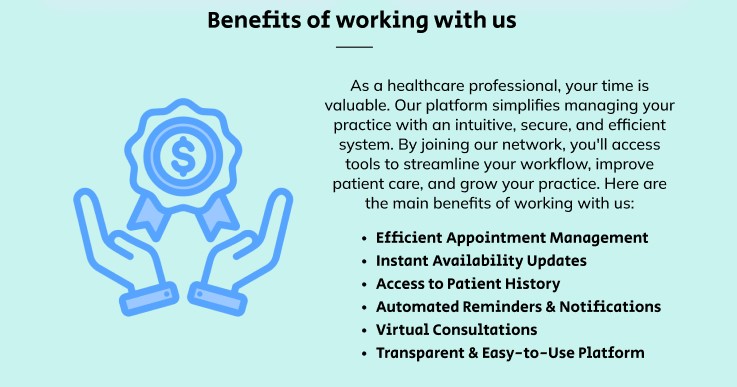 Benefits of working with us
As a healthcare professional, your time is
valuable. Our platform simplifies managing your
practice with an intuitive, secure, and efficient
system. By joining our network, you'll access
tools to streamline your workflow, improve
patient care, and grow your practice. Here are
the main benefits of working with us:
• Efficient Appointment Management
• Instant Availability Updates
• Access to Patient History
• Automated Reminders & Notifications
• Virtual Consultations
• Transparent & Easy-to-Use Platform
$